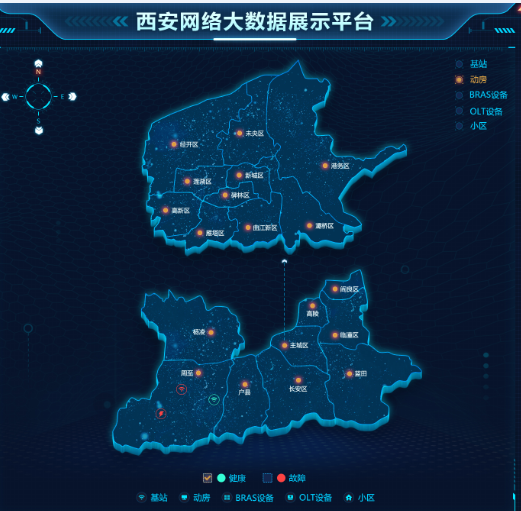 西安网络大数据展示平台
基站
动房
BRAS设备
OLT设备
小区
N
W
E
S
未央区
经开区
港务区
莲湖区
新城区
碑林区
高新区
雁塔区
曲江新区
灞桥区
阎良区
高陵
杨凌
主城区
临潼区
周至
蓝田
户县
长安区
健康
故障
基站
动房
BRAS设备
OLT设备
小区